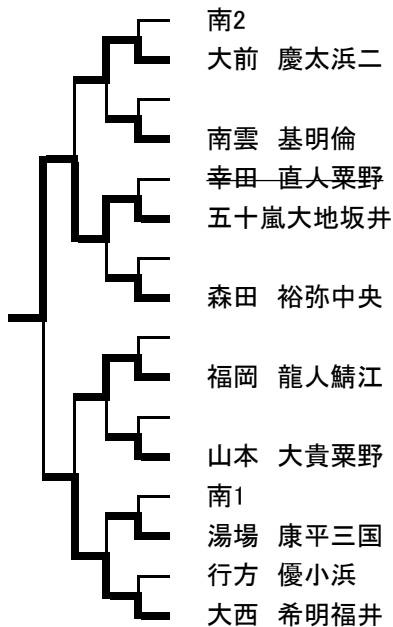 南2
大前 慶太浜二
南雲 基明倫
幸田 直人粟野
五十嵐大地坂井
森田 裕弥中央
福岡 龍人鯖江
山本 大貴粟野
南1
湯場 康平三国
行方 優小浜
大西 希明福井